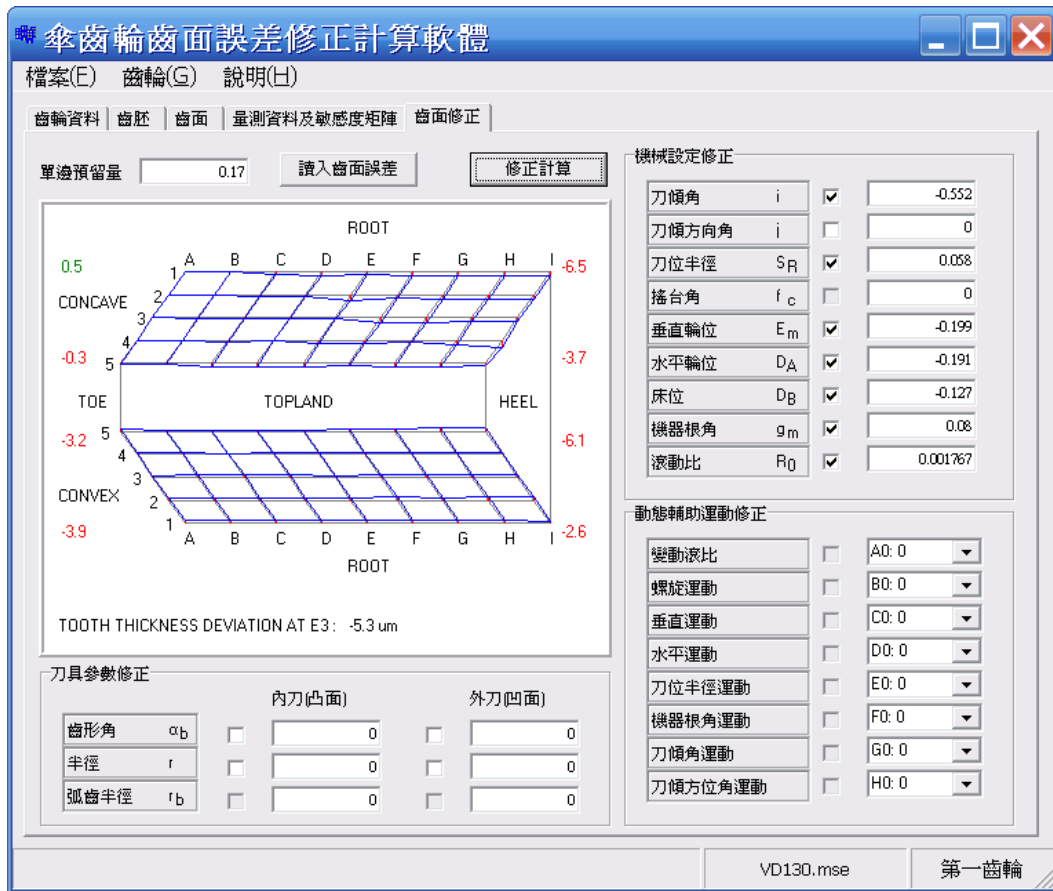 傘齒輪齒面誤差修正計算軟體
檔案(F) 齒輪(G) 說明(H)
齒輪資料 齒胚 齒面 量測資料及敏感度矩陣 齒面修正
單邊預留量 0.17 讀入齒面誤差 修正計算
ROOT
A B C D E F G H I
0.5 1 -6.5
CONCAVE 2
3
4
-0.3 5 -3.7
TOE TOPLAND HEEL
-3.2 5 -6.1
4
3
CONVEX 2
-3.9 1 -2.6
A B C D E F G H I
ROOT
TOOTH THICKNESS DEVIATION AT E3 : -5.3 um
刀具參數修正
內刀(凸面) 外刀(凹面)
齒形角 αb 0 0
半徑 r 0 0
弧齒半徑 rb 0 0
機械設定修正
刀傾角 i -0.552
刀傾方向角 j 0
刀位半徑 SR 0.058
搖台角 fc 0
垂直輪位 Em -0.199
水平輪位 DA -0.191
床位 DB -0.127
機器根角 gm 0.08
滾動比 R0 0.001767
動態輔助運動修正
變動滾比 A0: 0
螺旋運動 B0: 0
垂直運動 C0: 0
水平運動 D0: 0
刀位半徑運動 E0: 0
機器根角運動 F0: 0
刀傾角運動 G0: 0
刀傾方位角運動 H0: 0
VD130.mse 第一齒輪